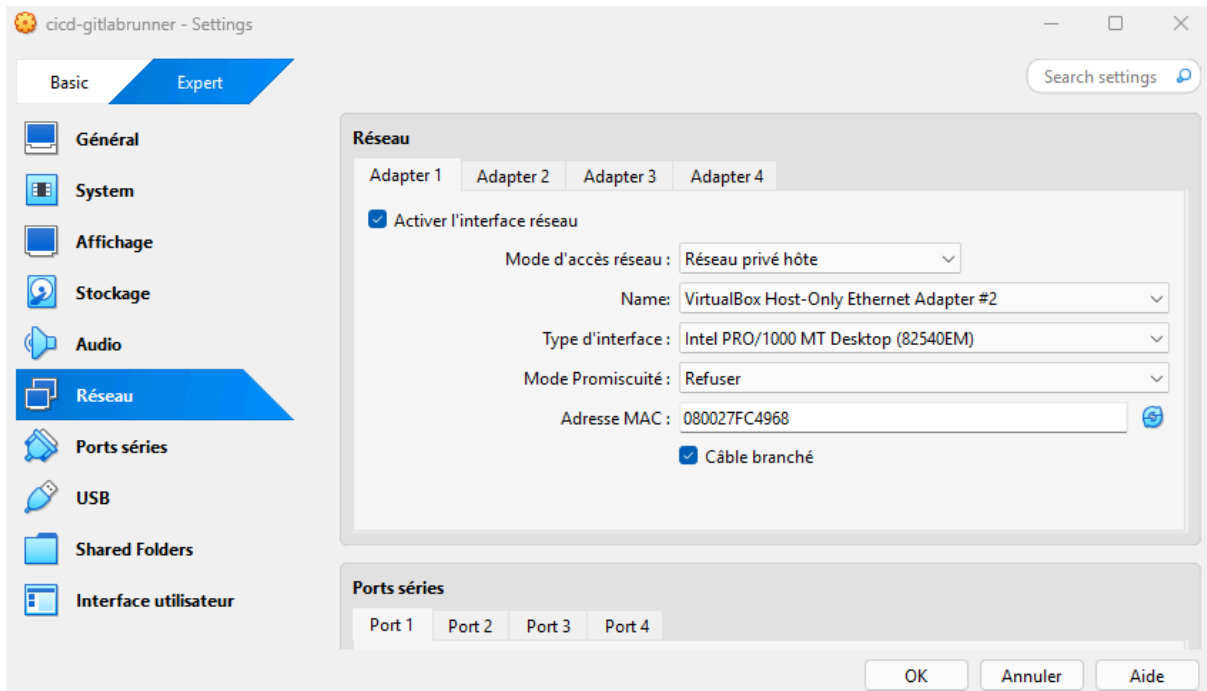 cicd-gitlabrunner - Settings
Basic
Expert
Search settings
Général
System
Affichage
Stockage
Audio
Réseau
Ports séries
USB
Shared Folders
Interface utilisateur
Réseau
Adapter 1 Adapter 2 Adapter 3 Adapter 4
Activer l'interface réseau
Mode d'accès réseau : Réseau privé hôte
Name: VirtualBox Host-Only Ethernet Adapter #2
Type d'interface : Intel PRO/1000 MT Desktop (82540EM)
Mode Promiscuité : Refuser
Adresse MAC : 080027FC4968
Câble branché
Ports séries
Port 1 Port 2 Port 3 Port 4
OK Annuler Aide